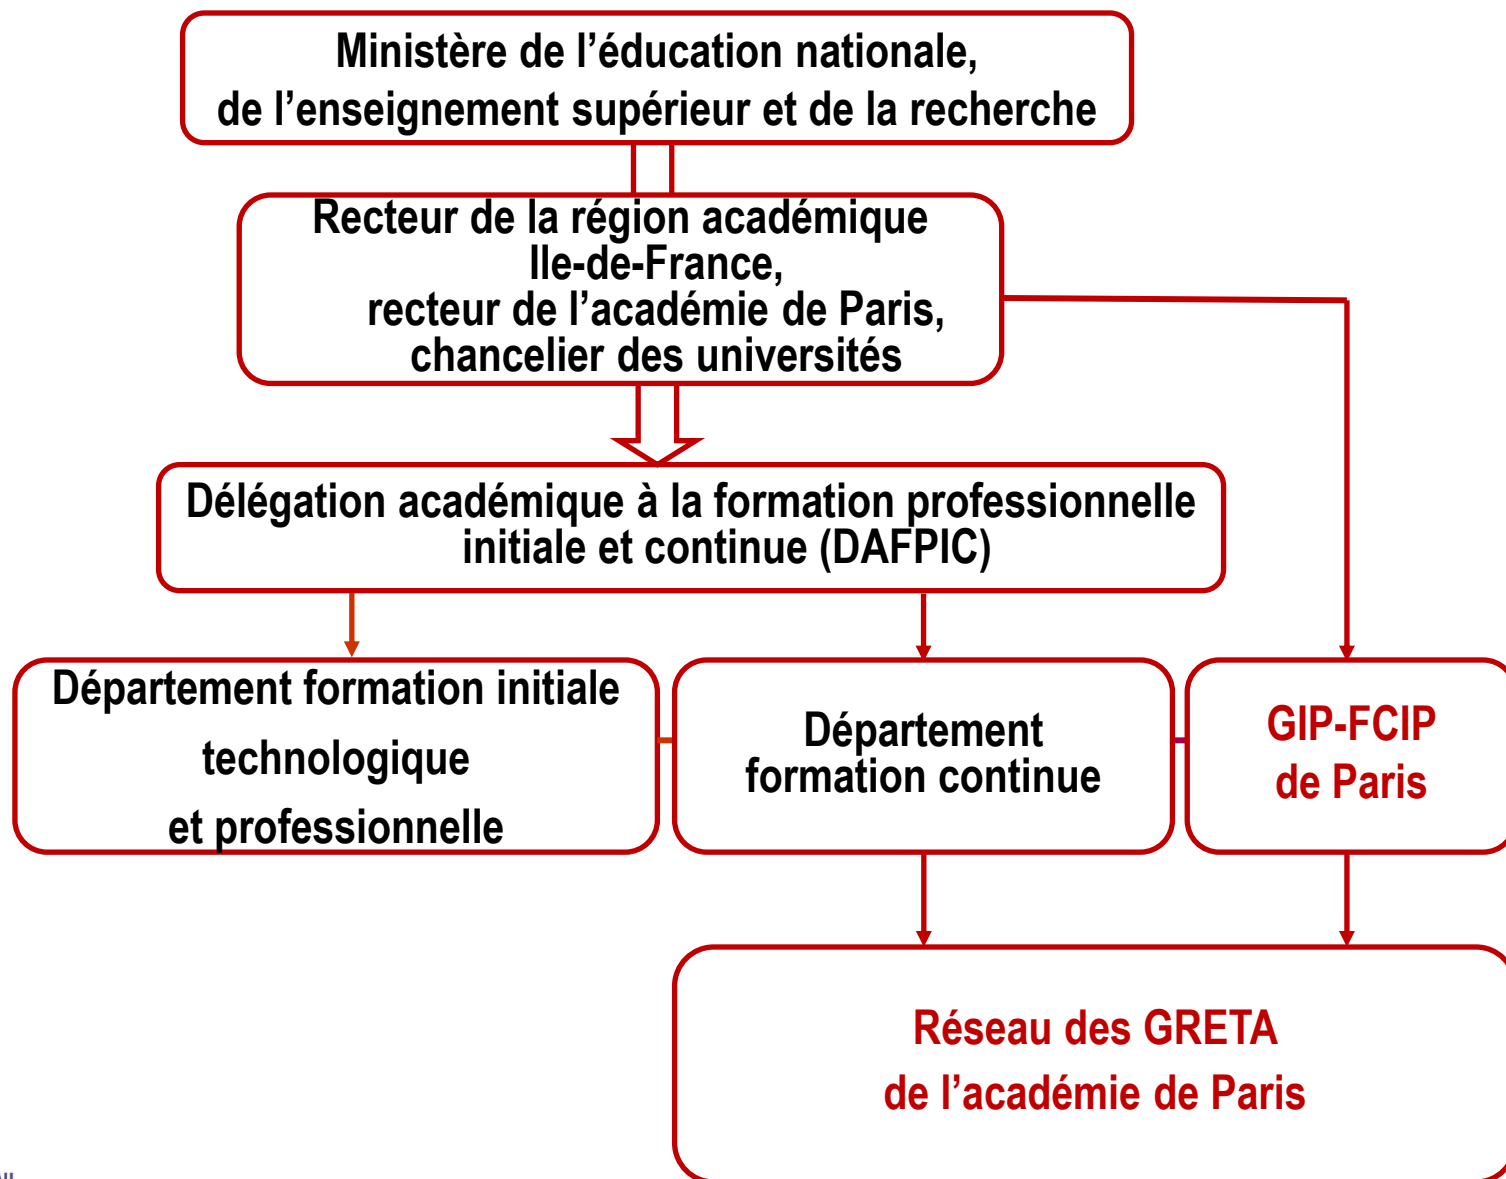 Ministère de l’éducation nationale,
de l’enseignement supérieur et de la recherche
Recteur de la région académique
Ile-de-France,
recteur de l’académie de Paris,
chancelier des universités
Délégation académique à la formation professionnelle
initiale et continue (DAFPIC)
Département formation initiale
technologique
et professionnelle
Département
formation continue
GIP-FCIP
de Paris
Réseau des GRETA
de l’académie de Paris